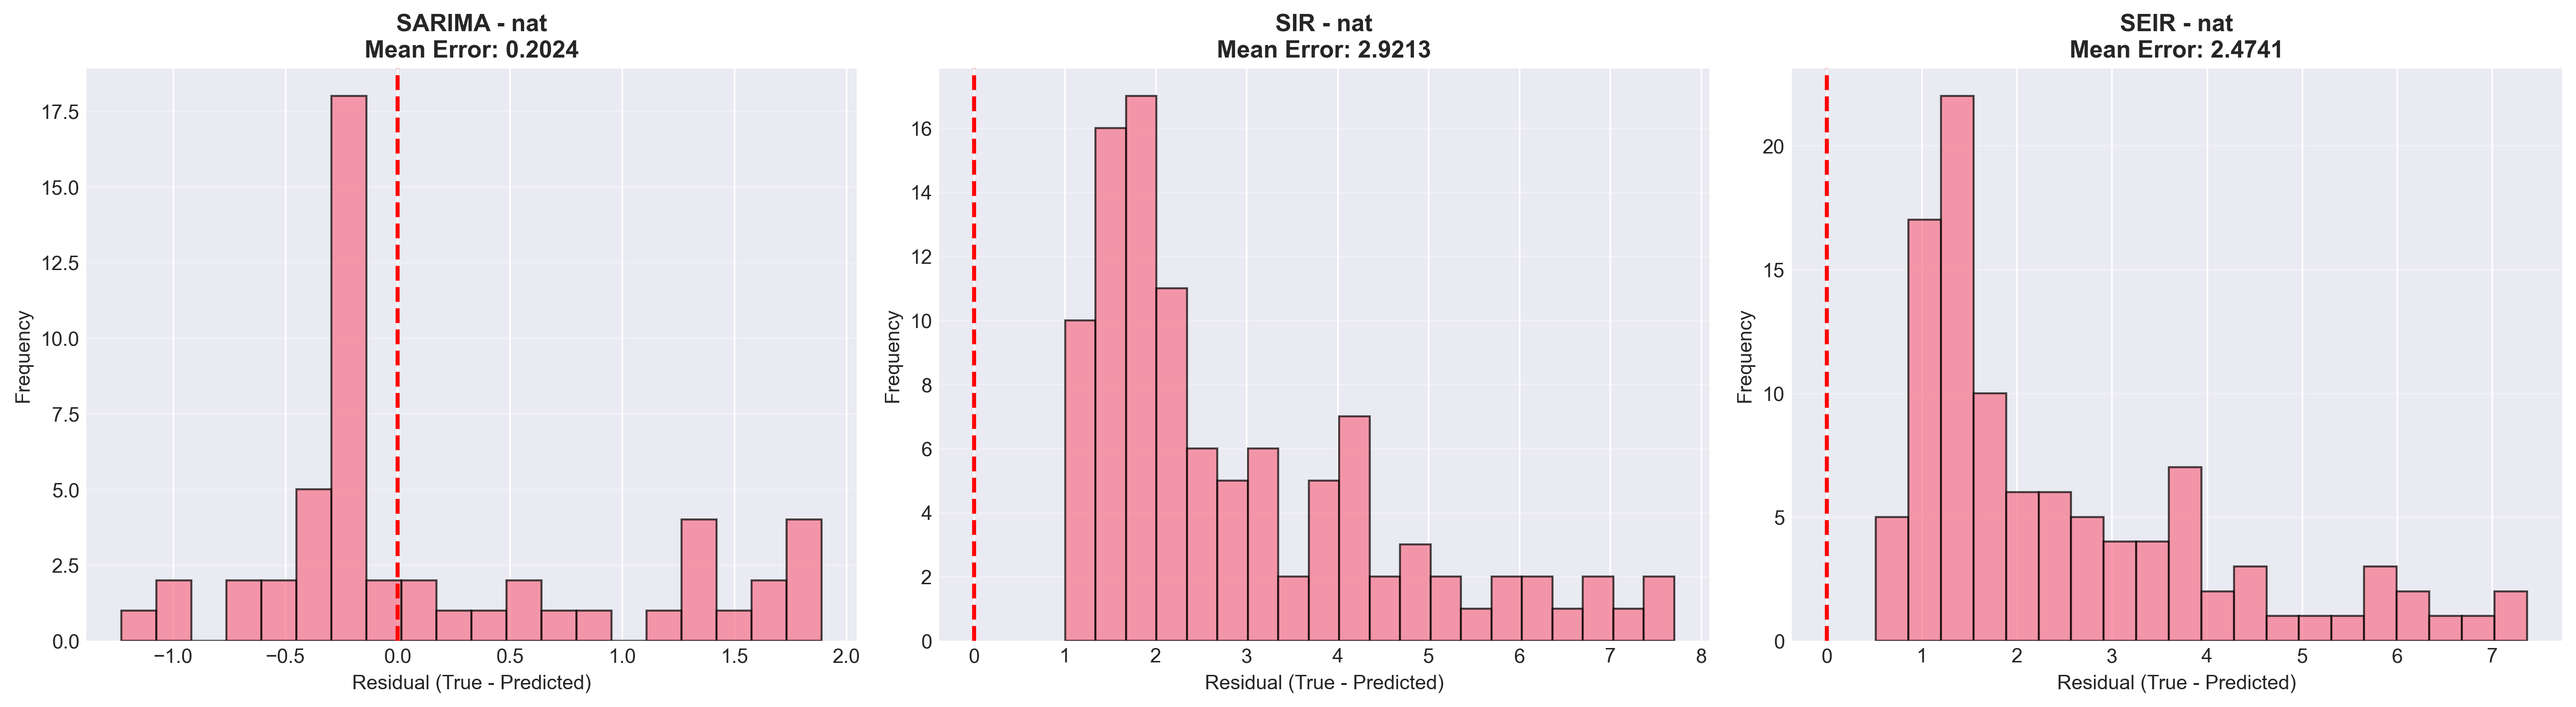 SARIMA - nat
Mean Error: 0.2024
17.5
15.0
12.5
10.0
7.5
5.0
2.5
0.0
Frequency
−1.0 −0.5 0.0 0.5 1.0 1.5 2.0
Residual (True - Predicted)
SIR - nat
Mean Error: 2.9213
16
14
12
10
8
6
4
2
0
Frequency
0 1 2 3 4 5 6 7 8
Residual (True - Predicted)
SEIR - nat
Mean Error: 2.4741
20
15
10
5
0
Frequency
0 1 2 3 4 5 6 7
Residual (True - Predicted)